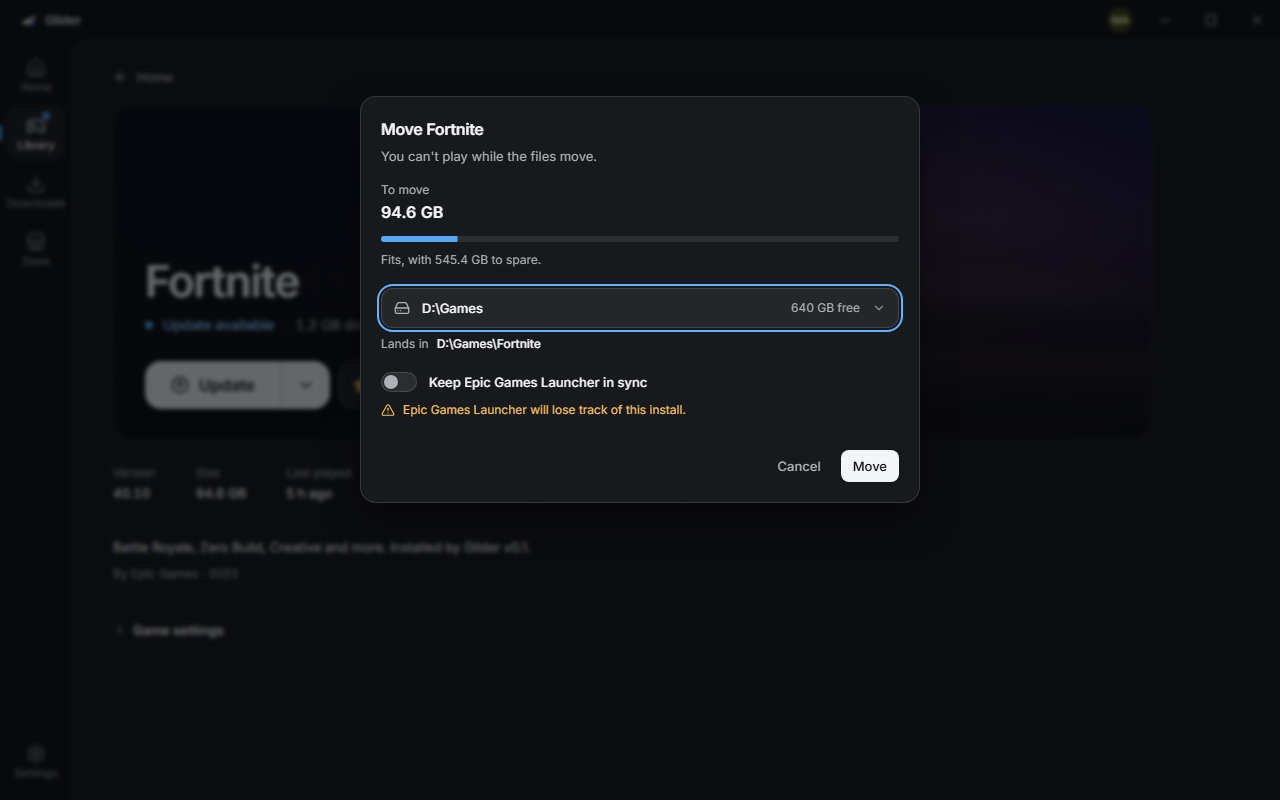 Glider
Home
Library
Downloads
Store
Settings
Home
Fortnite
Update available · 1.2 GB
Update
Version
40.10
Size
94.6 GB
Last played
5 h ago
Battle Royale, Zero Build, Creative and more. Installed by Glider v0.1.
By Epic Games · 2023
Game settings
Move Fortnite
You can't play while the files move.
To move
94.6 GB
Fits, with 545.4 GB to spare.
D:\Games 640 GB free
Lands in D:\Games\Fortnite
Keep Epic Games Launcher in sync
Epic Games Launcher will lose track of this install.
Cancel Move